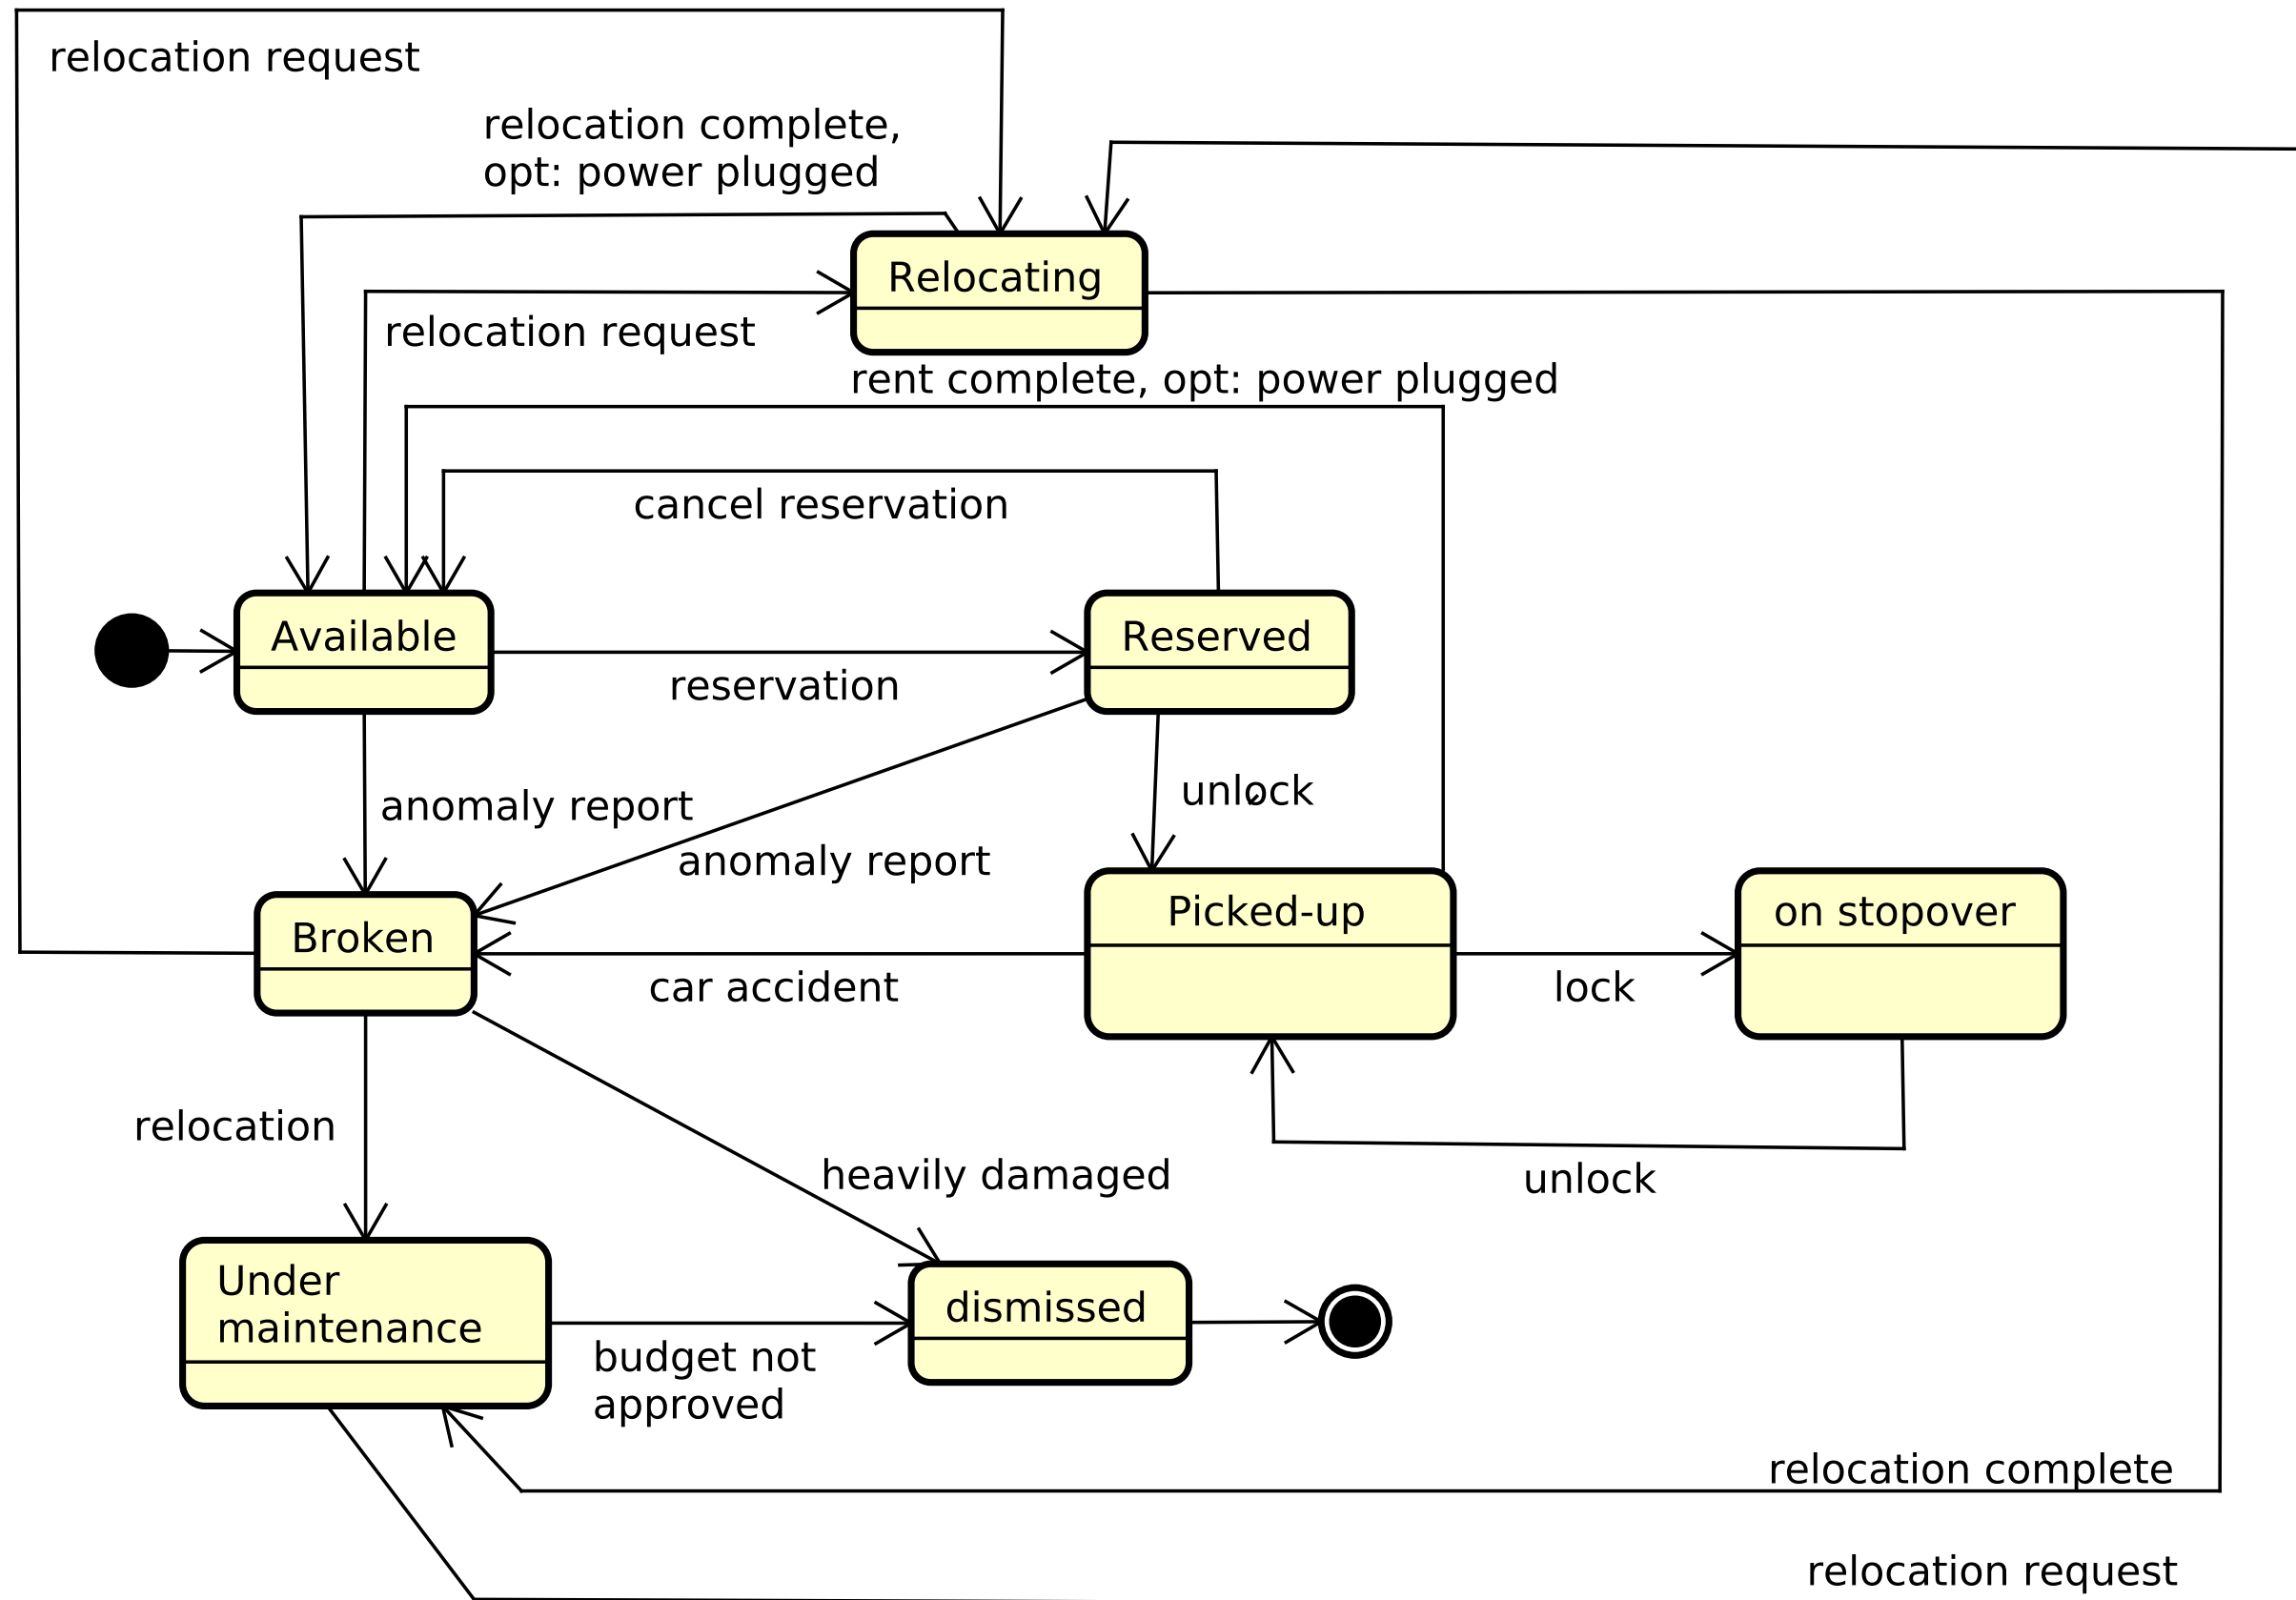 relocation request
relocation complete,
opt: power plugged
Relocating
relocation request
rent complete, opt: power plugged
cancel reservation
Available
Reserved
reservation
unlock
anomaly report
anomaly report
Picked-up
on stopover
Broken
car accident
lock
relocation
heavily damaged
unlock
Under
maintenance
dismissed
budget not
approved
relocation complete
relocation request